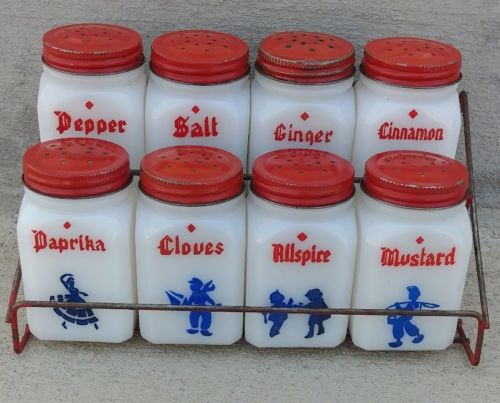 Pepper
Salt
Ginger
Cinnamon
Paprika
Cloves
Allspice
Mustard